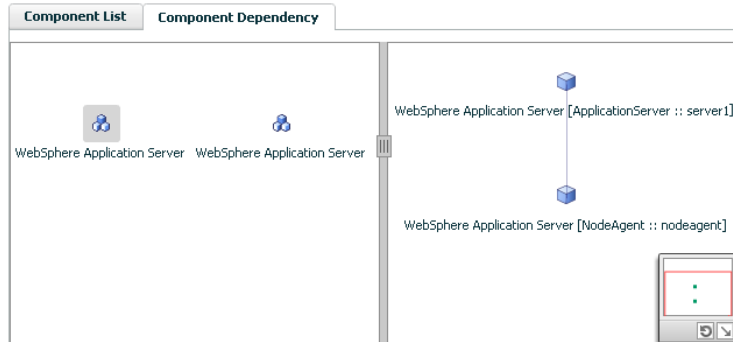 Component List
Component Dependency
WebSphere Application Server
WebSphere Application Server
WebSphere Application Server [ApplicationServer :: server1]
WebSphere Application Server [NodeAgent :: nodeagent]